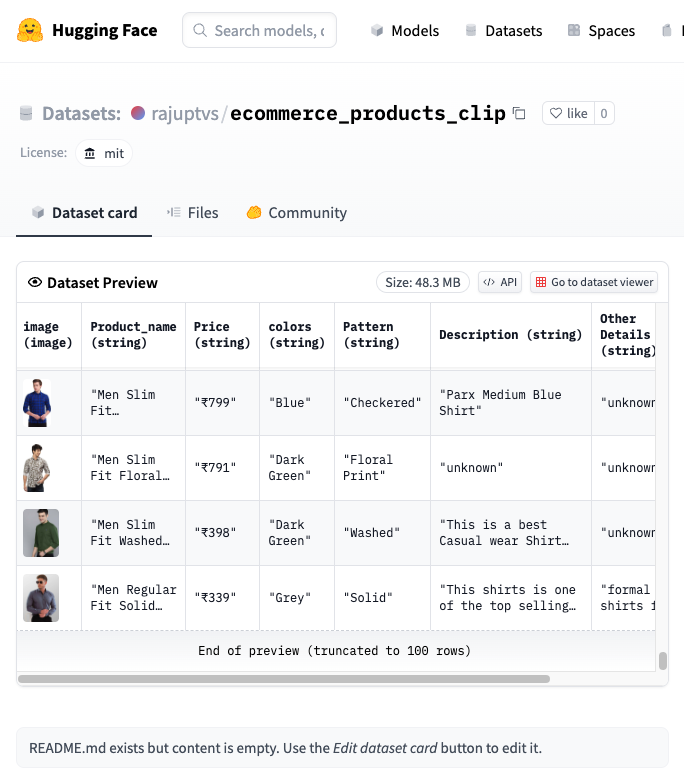 Hugging Face
Search models, 
Models
Datasets
Spaces
Datasets:
rajuptvs/ecommerce_products_clip
like
0
License:
mit
Dataset card
Files
Community
Dataset Preview
Size: 48.3 MB
</> API
Go to dataset viewer
image
(image)
Product_name
(string)
Price
(string)
colors
(string)
Pattern
(string)
Description (string)
Other
Details
(string)
"Men Slim
Fit…
"₹799"
"Blue"
"Checkered"
"Parx Medium Blue
Shirt"
"unknown
"Men Slim
Fit Floral…
"₹791"
"Dark
Green"
"Floral
Print"
"unknown"
"unknown
"Men Slim
Fit Washed…
"₹398"
"Dark
Green"
"Washed"
"This is a best
Casual wear Shirt…
"unknown
"Men Regular
Fit Solid…
"₹339"
"Grey"
"Solid"
"This shirts is one
of the top selling…
"formal
shirts
End of preview (truncated to 100 rows)
README.md exists but content is empty. Use the Edit dataset card button to edit it.